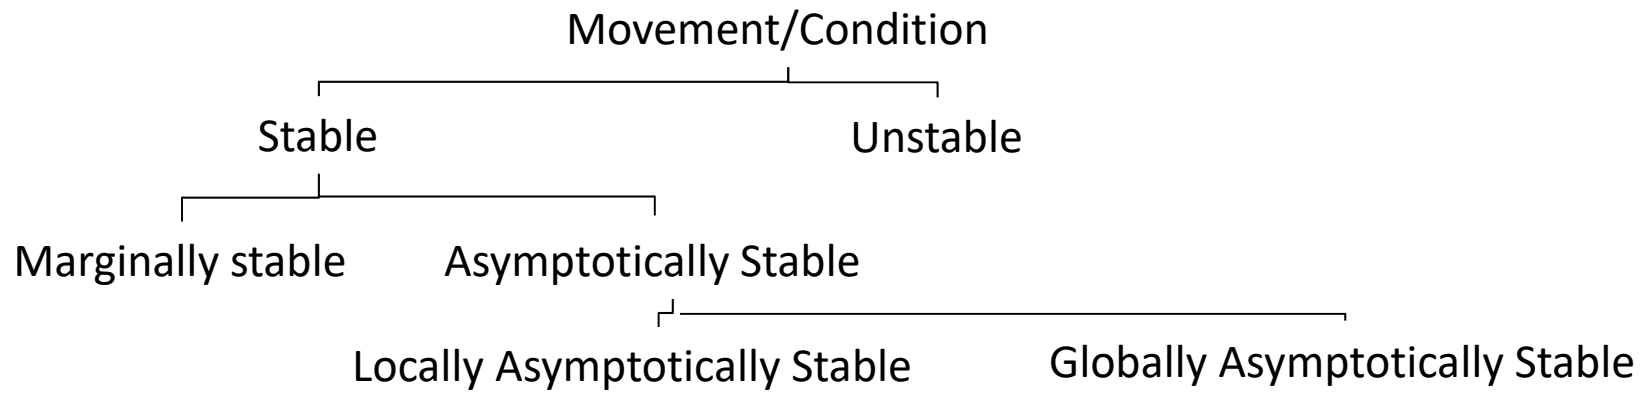 Movement/Condition
Stable
Unstable
Marginally stable
Asymptotically Stable
Locally Asymptotically Stable
Globally Asymptotically Stable